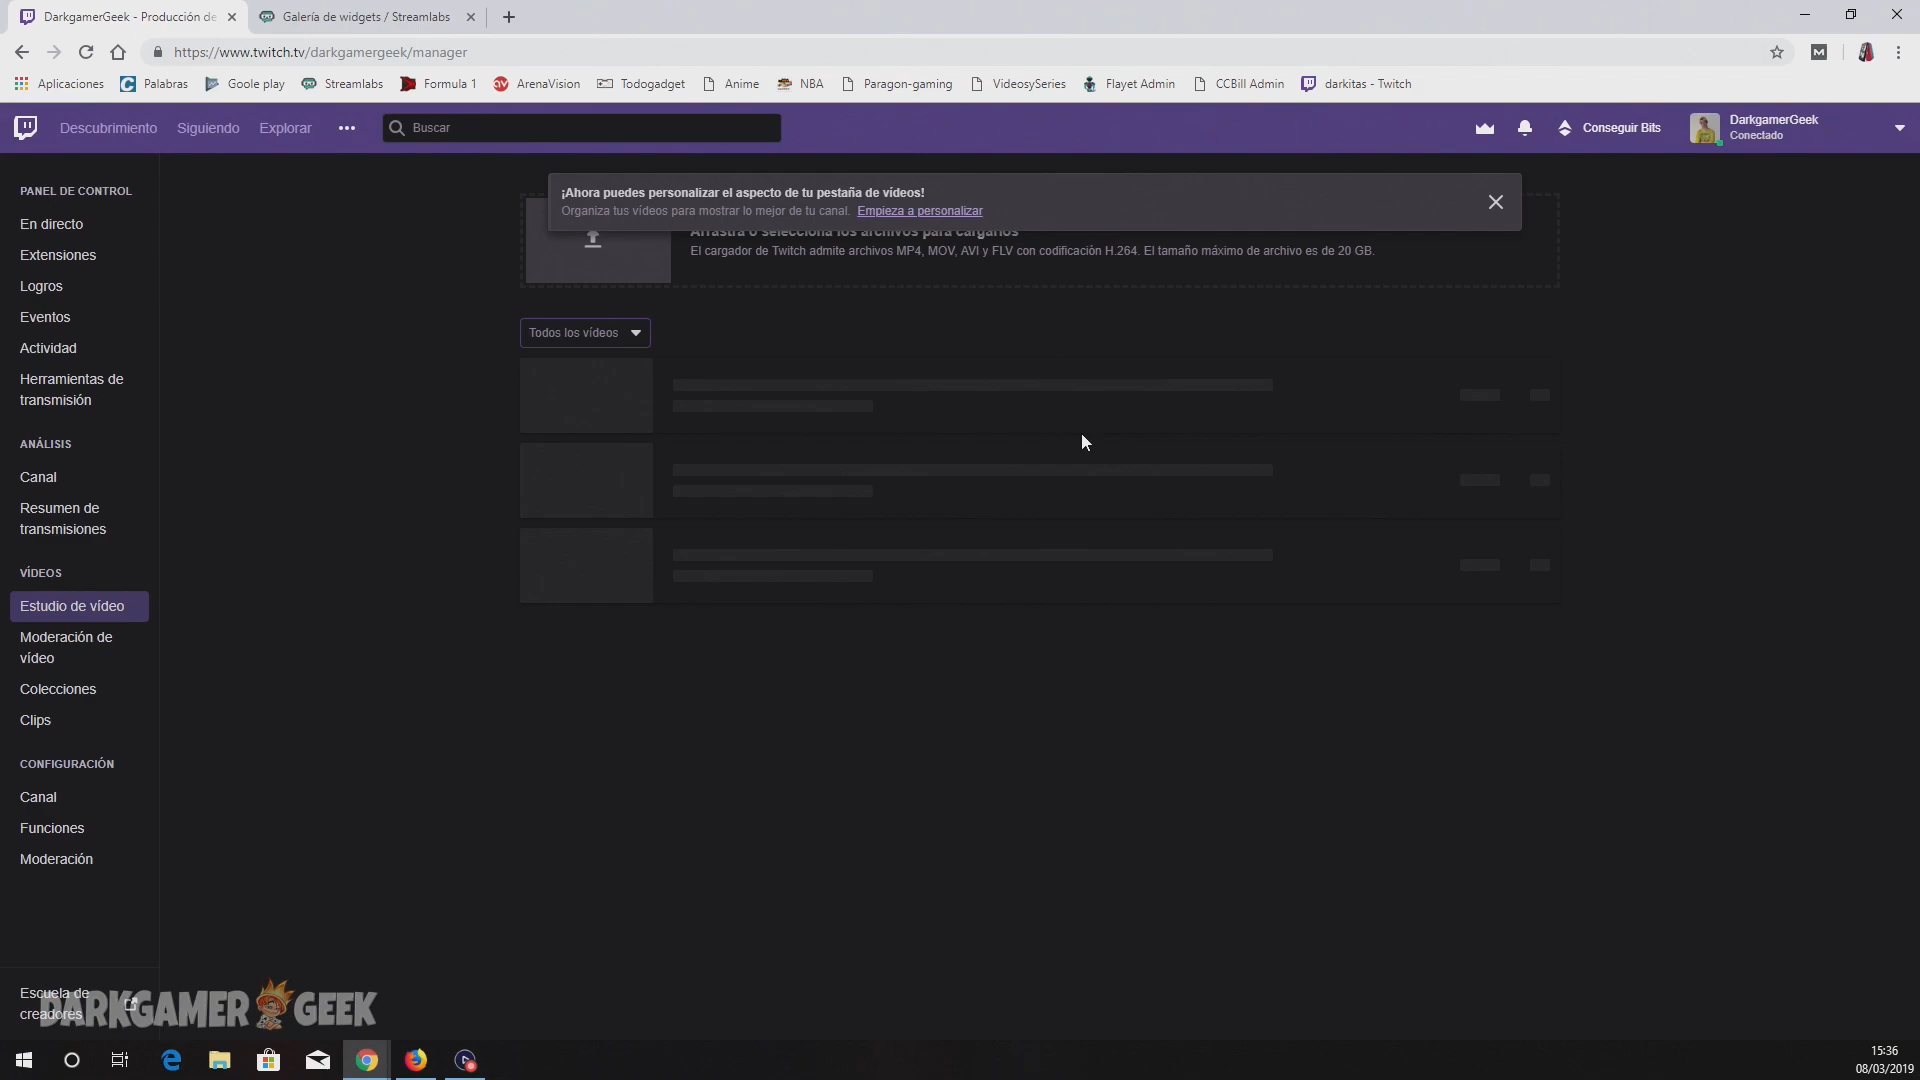 DarkgamerGeek - Producción de
Galería de widgets / Streamlabs
https://www.twitch.tv/darkgamergeek/manager
Aplicaciones
Palabras
Goole play
Streamlabs
Formula 1
ArenaVision
Todogadget
Anime
NBA
Paragon-gaming
VideosySeries
Flayet Admin
CCBill Admin
darkitas - Twitch
Descubrimiento
Siguiendo
Explorar
Buscar
Conseguir Bits
DarkgamerGeek
Conectado
PANEL DE CONTROL
En directo
Extensiones
Logros
Eventos
Actividad
Herramientas de
transmisión
ANÁLISIS
Canal
Resumen de
transmisiones
VÍDEOS
Estudio de vídeo
Moderación de
vídeo
Colecciones
Clips
CONFIGURACIÓN
Canal
Funciones
Moderación
Escuela de
creadores
¡Ahora puedes personalizar el aspecto de tu pestaña de vídeos!
Organiza tus vídeos para mostrar lo mejor de tu canal. Empieza a personalizar
Arrastra o selecciona los archivos para cargarlos
El cargador de Twitch admite archivos MP4, MOV, AVI y FLV con codificación H.264. El tamaño máximo de archivo es de 20 GB.
Todos los vídeos
DARKGAMER GEEK
15:36
08/03/2019